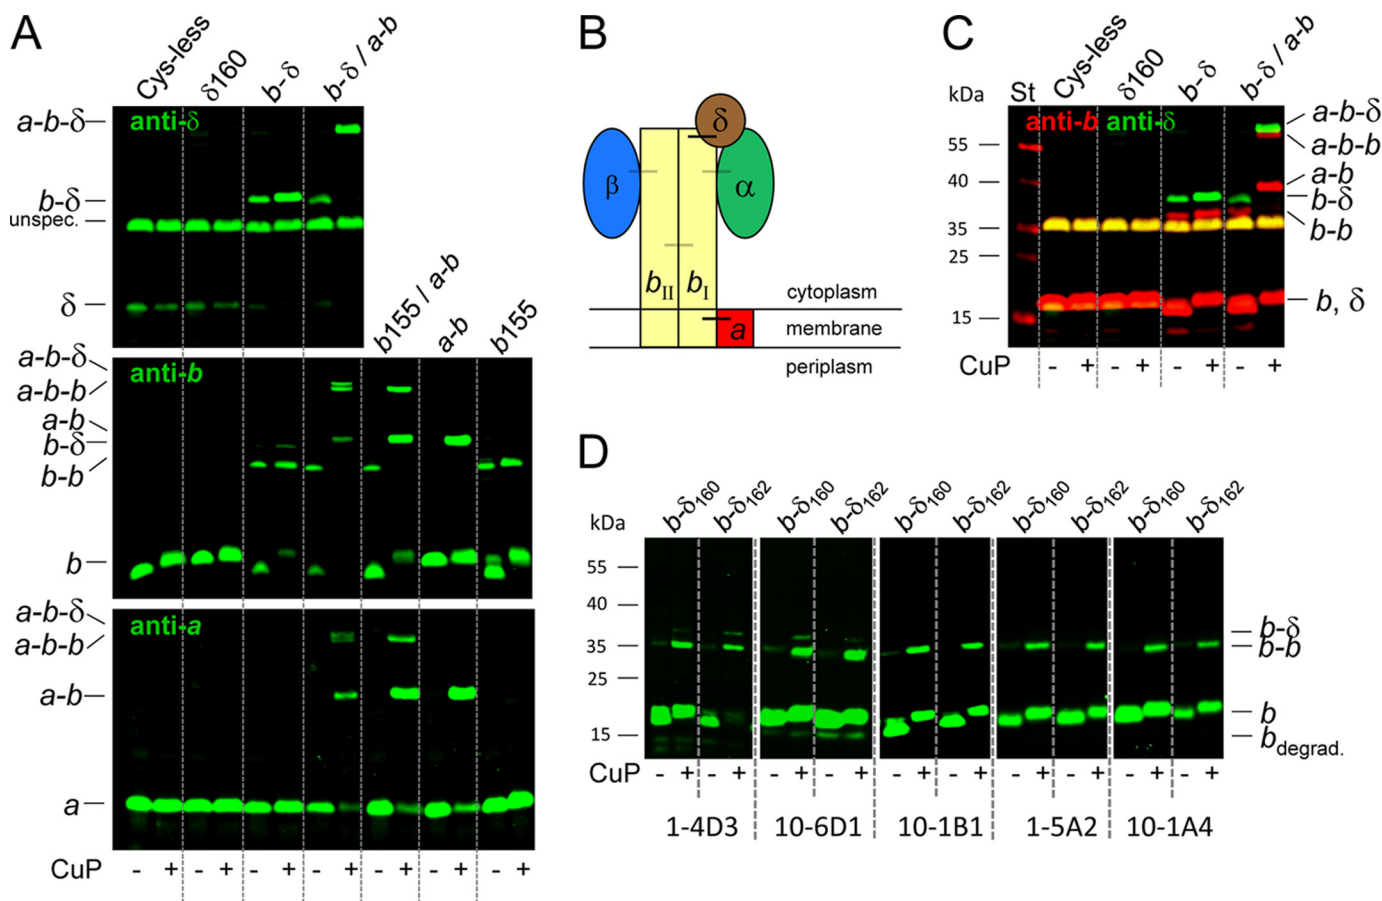 A
Cys-less
δ160
b-δ
b-δ / a-b
anti-δ
a-b-δ
b-δ
unspec.
δ
b155 / a-b
a-b
b155
anti-b
a-b-δ
a-b-b
a-b
b-δ
b-b
b
anti-a
a-b-δ
a-b-b
a-b
a
CuP - + - + - + - + - + - + - +
B
δ
β
α
bII bI
a
cytoplasm
membrane
periplasm
C
kDa St Cys-less δ160 b-δ b-δ / a-b
anti-b anti-δ
55
40
35
25
15
a-b-δ
a-b-b
a-b
b-δ
b-b
b, δ
CuP - + - + - + - +
D
kDa b-δ160 b-δ162 b-δ160 b-δ162 b-δ160 b-δ162 b-δ160 b-δ162 b-δ160 b-δ162
55
40
35
25
15
b-δ
b-b
b
bdegrad.
CuP - + - + - + - + - + - + - + - + - + - +
1-4D3 10-6D1 10-1B1 1-5A2 10-1A4